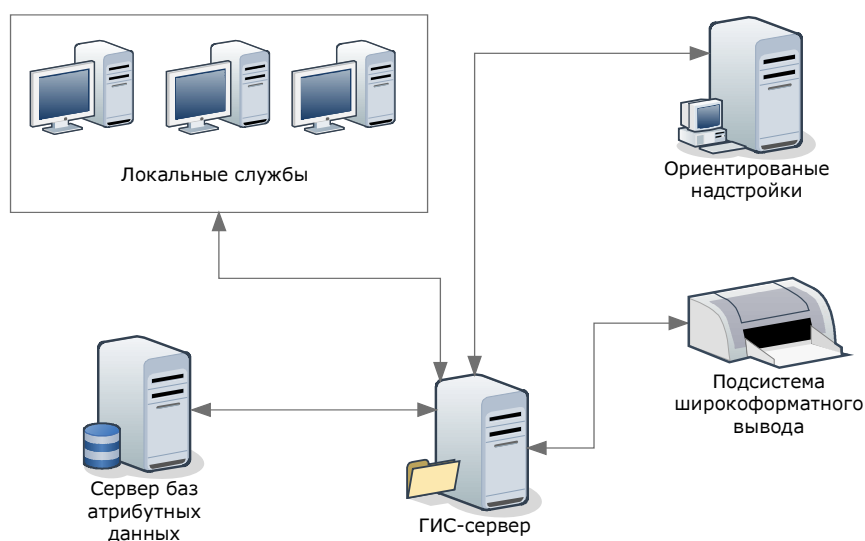 Локальные службы
Ориентированые
надстройки
Подсистема
широкоформатного
вывода
Сервер баз
атрибутных
данных
ГИС-сервер